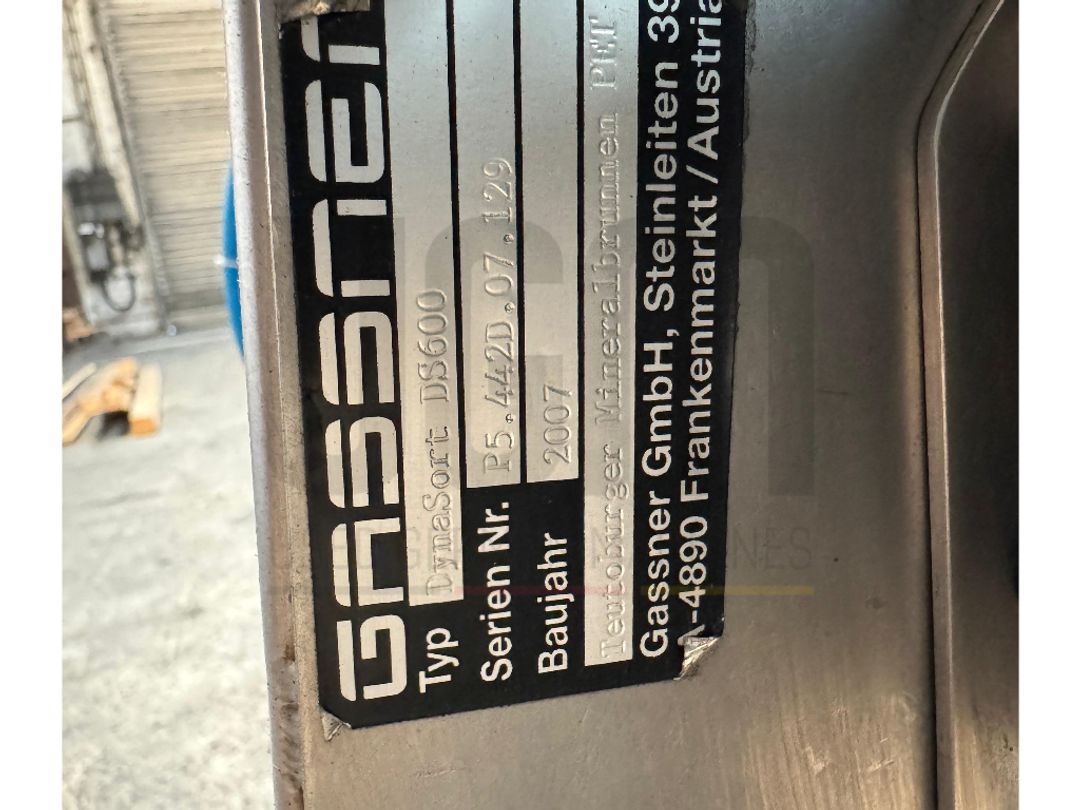 GASSNER
Typ DynaSort DS600
Serien Nr. P5.442D.07.129
Baujahr 2007
Teutoburger Mineralbrunnen PET
Gassner GmbH, Steinleiten 39
A-4890 Frankenmarkt/Austria